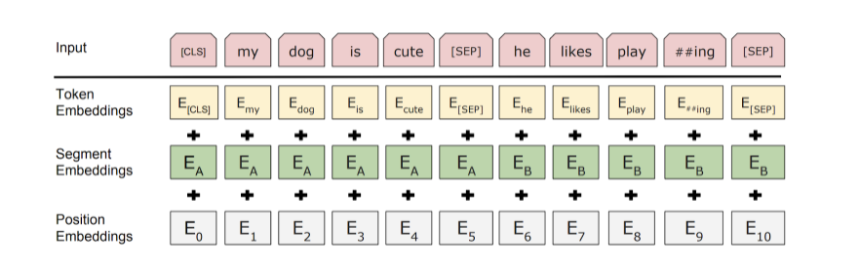 Input [CLS] my dog is cute [SEP] he likes play ##ing [SEP]
Token
Embeddings E[CLS] Emy Edog Eis Ecute E[SEP] Ehe Elikes Eplay E##ing E[SEP]
+ + + + + + + + + + +
Segment
Embeddings EA EA EA EA EA EA EB EB EB EB EB
+ + + + + + + + + + +
Position
Embeddings E0 E1 E2 E3 E4 E5 E6 E7 E8 E9 E10